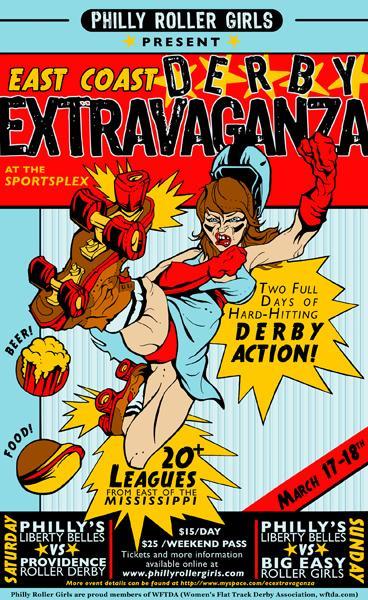 PHILLY ROLLER GIRLS
PRESENT
EAST COAST DERBY
EXTRAVAGANZA
AT THE
SPORTSPLEX
TWO FULL
DAYS OF
HARD-HITTING
DERBY
ACTION!
BEER!
FOOD!
20+
LEAGUES
FROM EAST OF THE
MISSISSIPPI
MARCH 17-18TH
SATURDAY
PHILLY'S
LIBERTY BELLES
VS
PROVIDENCE
ROLLER DERBY
$15/DAY
$25/WEEKEND PASS
Tickets and more information
available online at
www.phillyrollergirls.com
PHILLY'S
LIBERTY BELLES
VS
BIG EASY
ROLLER GIRLS
SUNDAY
More event details can be found at http://www.myspace.com/ecextravaganza
Philly Roller Girls are proud members of WFTDA (Women's Flat Track Derby Association, wftda.com)